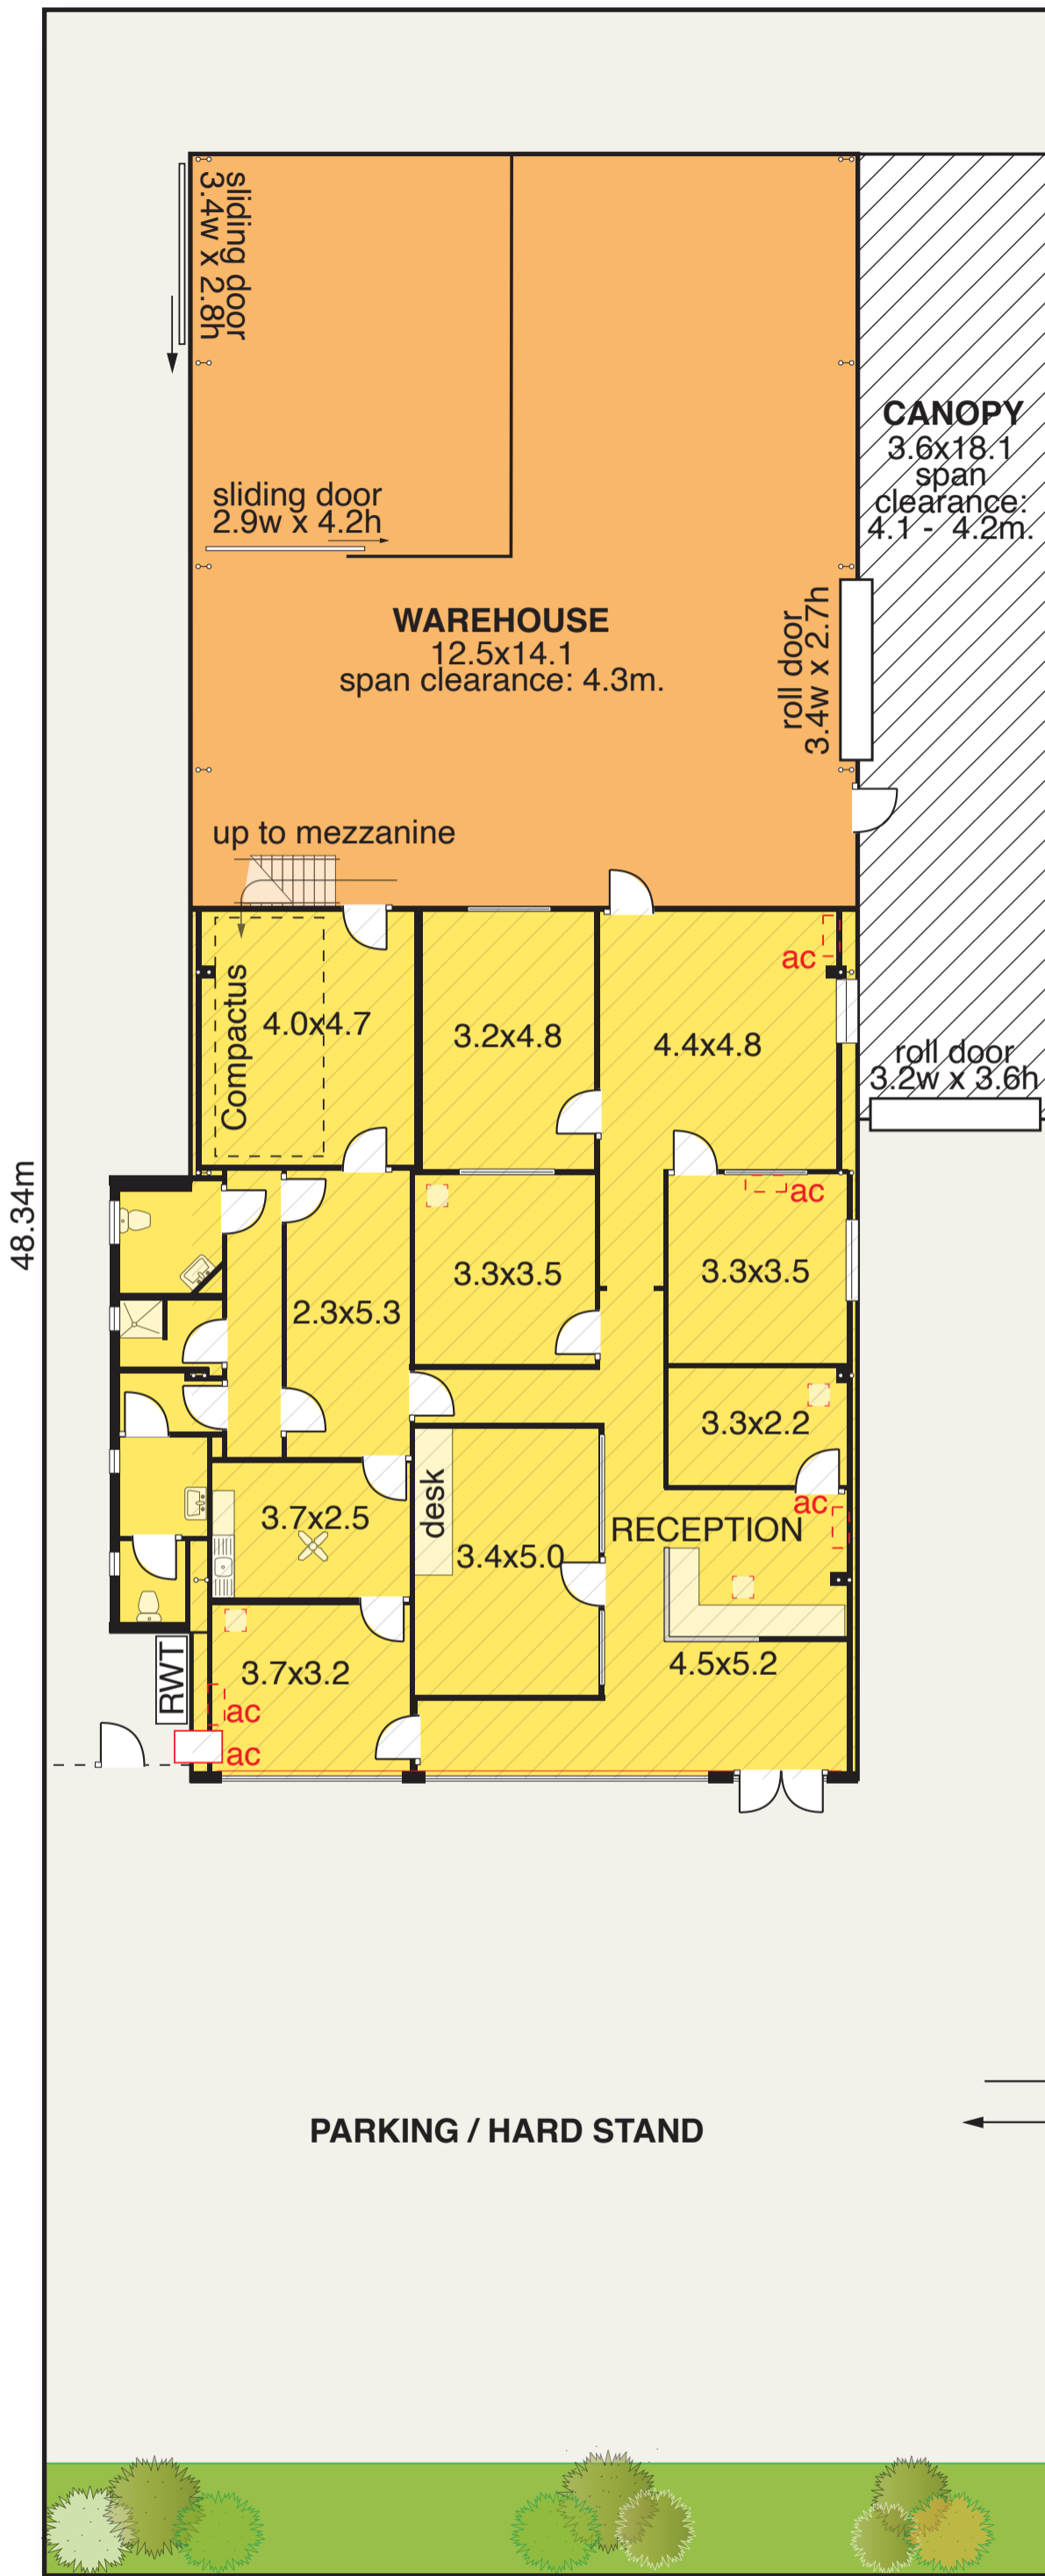 sliding door
3.4w x 2.8h
CANOPY
3.6x18.1
span
clearance:
4.1 - 4.2m.
sliding door
2.9w x 4.2h
WAREHOUSE
12.5x14.1
span clearance: 4.3m.
roll door
3.4w x 2.7h
up to mezzanine
ac
Compactus
4.0x4.7
3.2x4.8
4.4x4.8
roll door
3.2w x 3.6h
48.34m
ac
3.3x3.5
3.3x3.5
2.3x5.3
3.3x2.2
desk
ac
3.7x2.5
RECEPTION
3.4x5.0
RWT
3.7x3.2
4.5x5.2
ac
ac
PARKING / HARD STAND